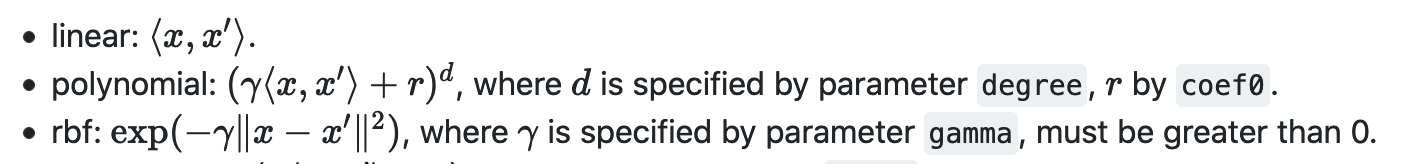 • linear: ⟨x, x′⟩.
• polynomial: (γ⟨x, x′⟩ + r)^d, where d is specified by parameter degree, r by coef0.
• rbf: exp(−γ‖x − x′‖²), where γ is specified by parameter gamma, must be greater than 0.